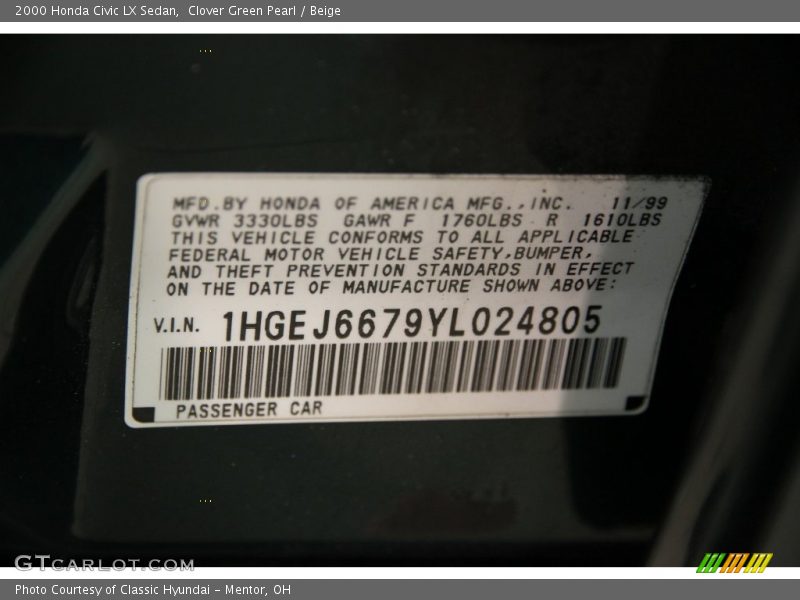 2000 Honda Civic LX Sedan,  Clover Green Pearl / Beige
MFD.BY HONDA OF AMERICA MFG.,INC. 11/99
GVWR 3330LBS GAWR F 1760LBS R 1610LBS
THIS VEHICLE CONFORMS TO ALL APPLICABLE
FEDERAL MOTOR VEHICLE SAFETY,BUMPER,
AND THEFT PREVENTION STANDARDS IN EFFECT
ON THE DATE OF MANUFACTURE SHOWN ABOVE:
V.I.N. 1HGEJ6679YL024805
PASSENGER CAR
GTCARLOT.COM
Photo Courtesy of Classic Hyundai - Mentor, OH